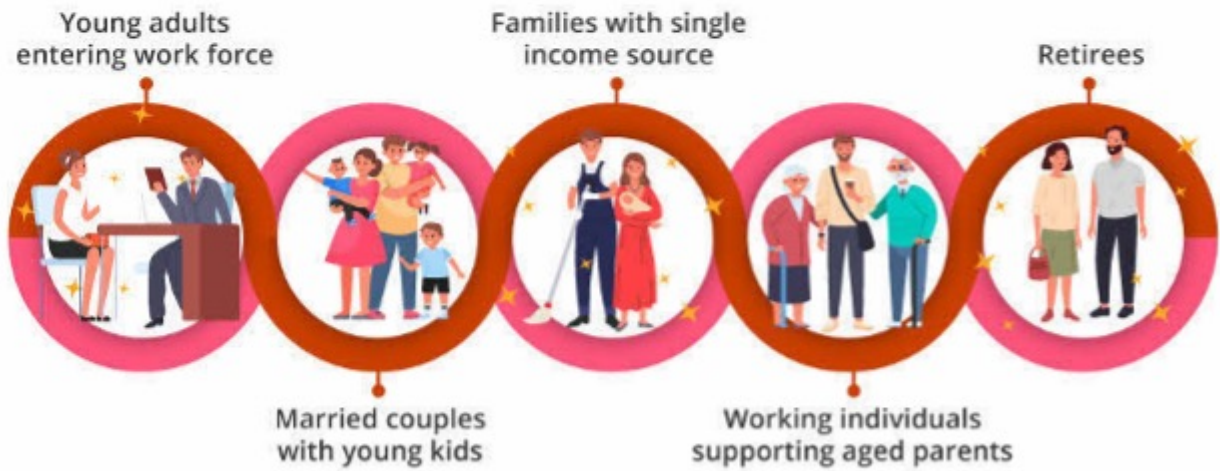 Young adults
entering work force
Married couples
with young kids
Families with single
income source
Working individuals
supporting aged parents
Retirees